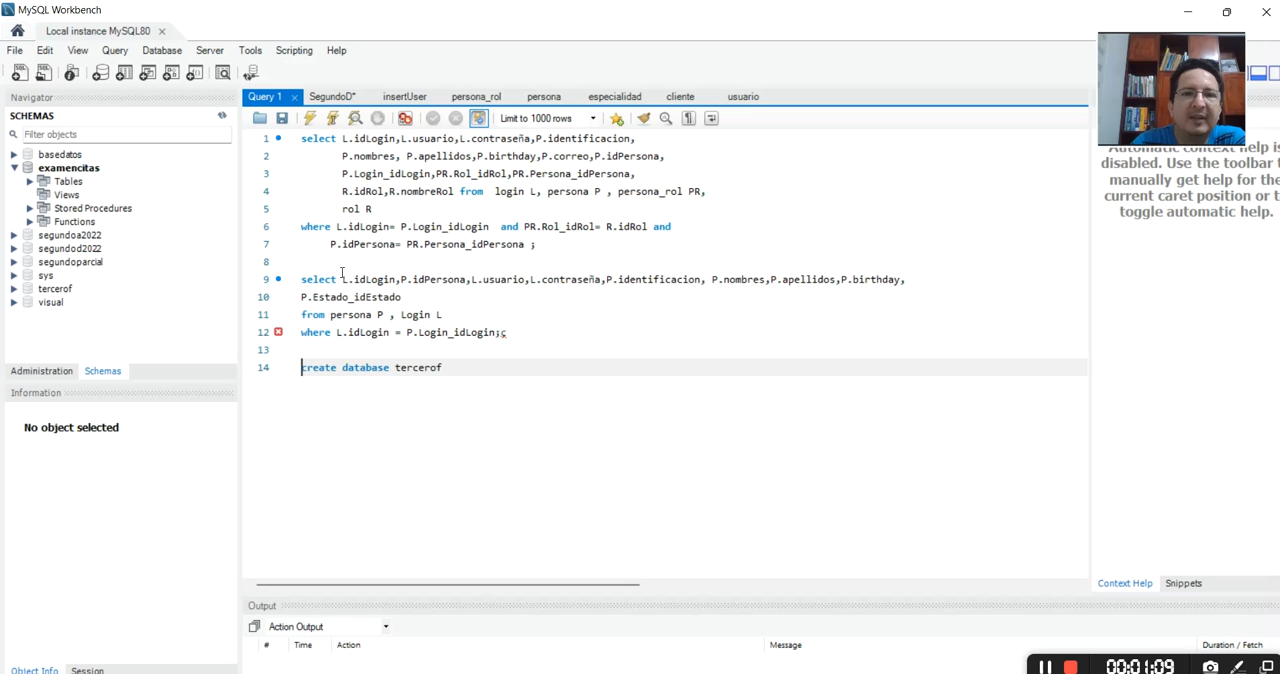 MySQL Workbench
Local instance MySQL80
File Edit View Query Database Server Tools Scripting Help
Navigator
SCHEMAS
Filter objects
basedatos
examencitas
Tables
Views
Stored Procedures
Functions
segundoa2022
segundod2022
segundoparcial
sys
tercerof
visual
Administration Schemas
Information
No object selected
Object Info Session
Query 1 SegundoD* insertUser persona_rol persona especialidad cliente usuario
Limit to 1000 rows
1 select L.idLogin,L.usuario,L.contraseña,P.identificacion,
2 P.nombres, P.apellidos,P.birthday,P.correo,P.idPersona,
3 P.Login_idLogin,PR.Rol_idRol,PR.Persona_idPersona,
4 R.idRol,R.nombreRol from login L, persona P , persona_rol PR,
5 rol R
6 where L.idLogin= P.Login_idLogin and PR.Rol_idRol= R.idRol and
7 P.idPersona= PR.Persona_idPersona ;
8
9 select L.idLogin,P.idPersona,L.usuario,L.contraseña,P.identificacion, P.nombres,P.apellidos,P.birthday,
10 P.Estado_idEstado
11 from persona P , Login L
12 where L.idLogin = P.Login_idLogin;c
13
14 create database tercerof
Automatic context help is
disabled. Use the toolbar t
manually get help for the
current caret position or t
toggle automatic help.
Context Help Snippets
Output
Action Output
# Time Action Message Duration / Fetch
00:01:09